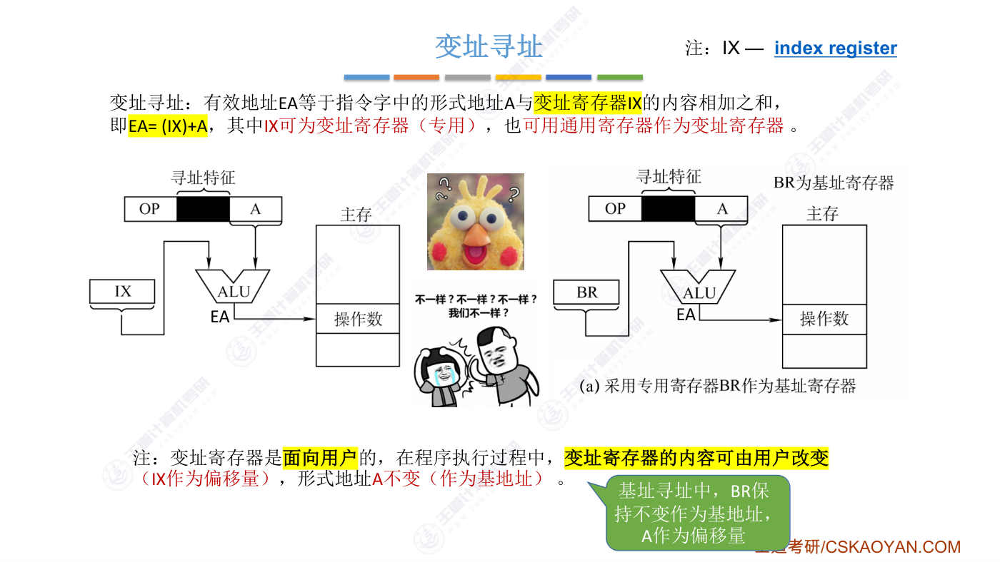 变址寻址
注：IX — index register
变址寻址：有效地址EA等于指令字中的形式地址A与变址寄存器IX的内容相加之和，
即EA= (IX)+A，其中IX可为变址寄存器（专用），也可用通用寄存器作为变址寄存器 。
寻址特征
OP
A
主存
IX
ALU
EA
操作数
不一样？不一样？不一样？
我们不一样？
寻址特征
BR为基址寄存器
OP
A
主存
BR
ALU
EA
操作数
(a) 采用专用寄存器BR作为基址寄存器
注：变址寄存器是面向用户的，在程序执行过程中，变址寄存器的内容可由用户改变
（IX作为偏移量），形式地址A不变（作为基地址） 。
基址寻址中，BR保
持不变作为基地址，
A作为偏移量
王道考研/CSKAOYAN.COM